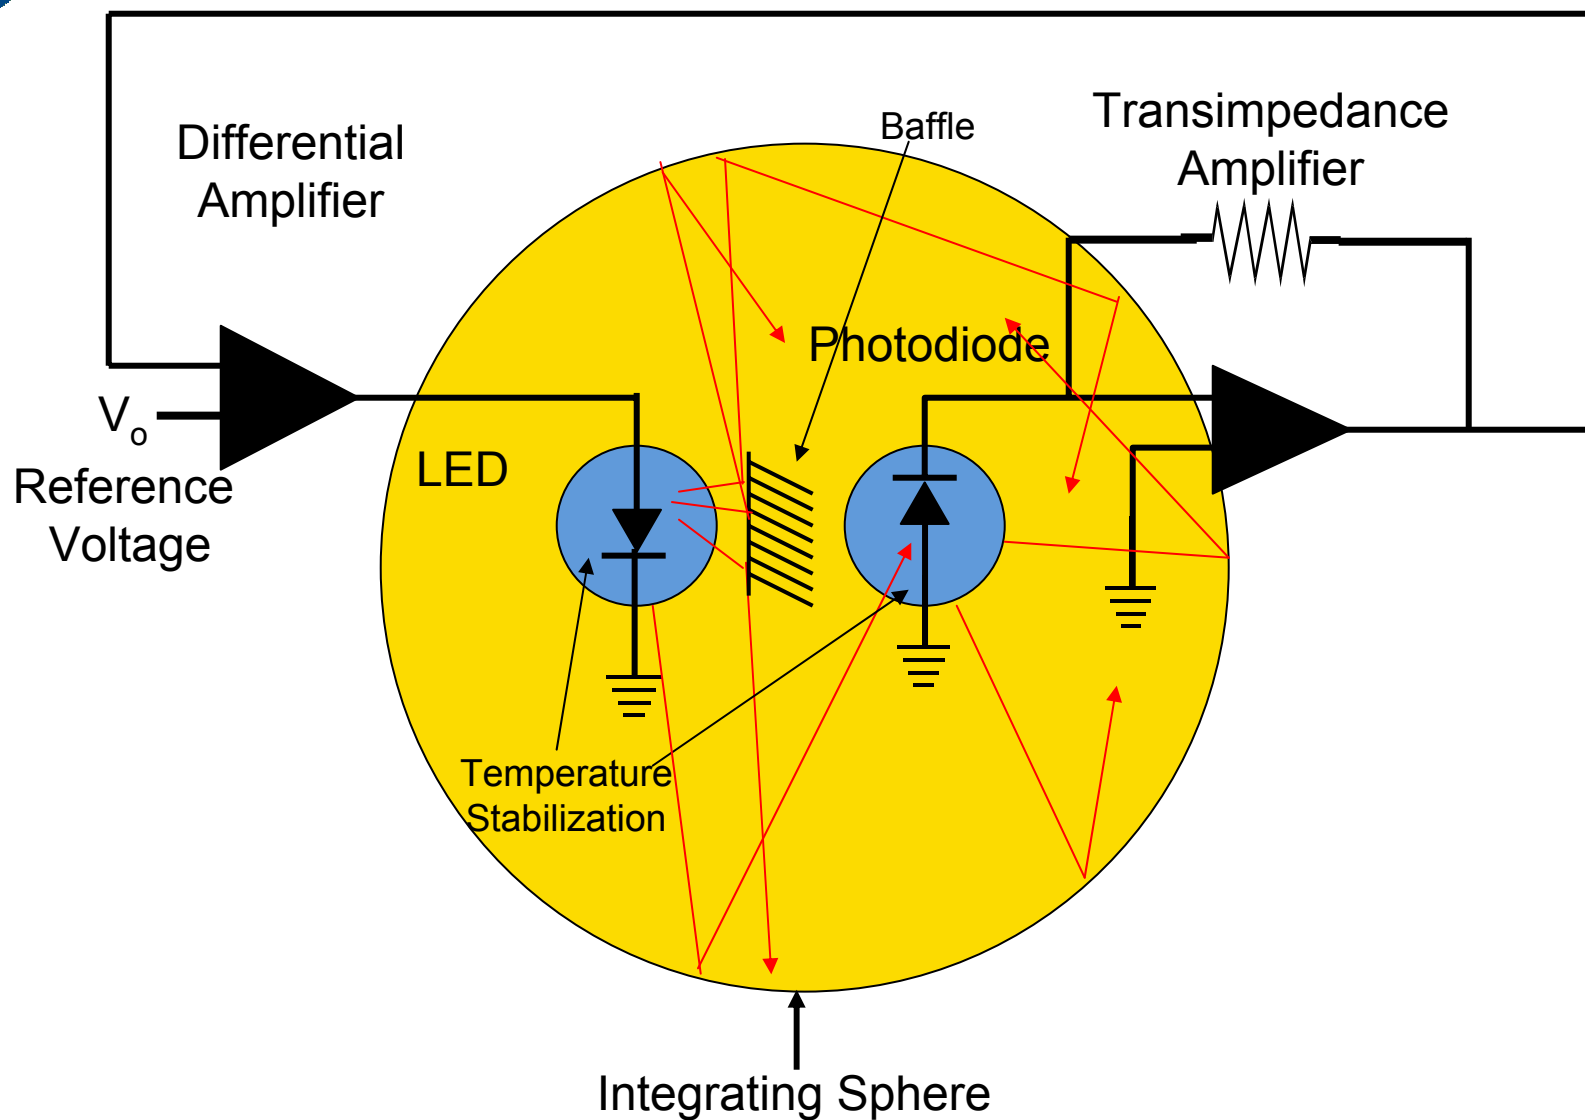 Differential
Amplifier
Baffle
Transimpedance
Amplifier
Photodiode
Vo
Reference
Voltage
LED
Temperature
Stabilization
Integrating Sphere